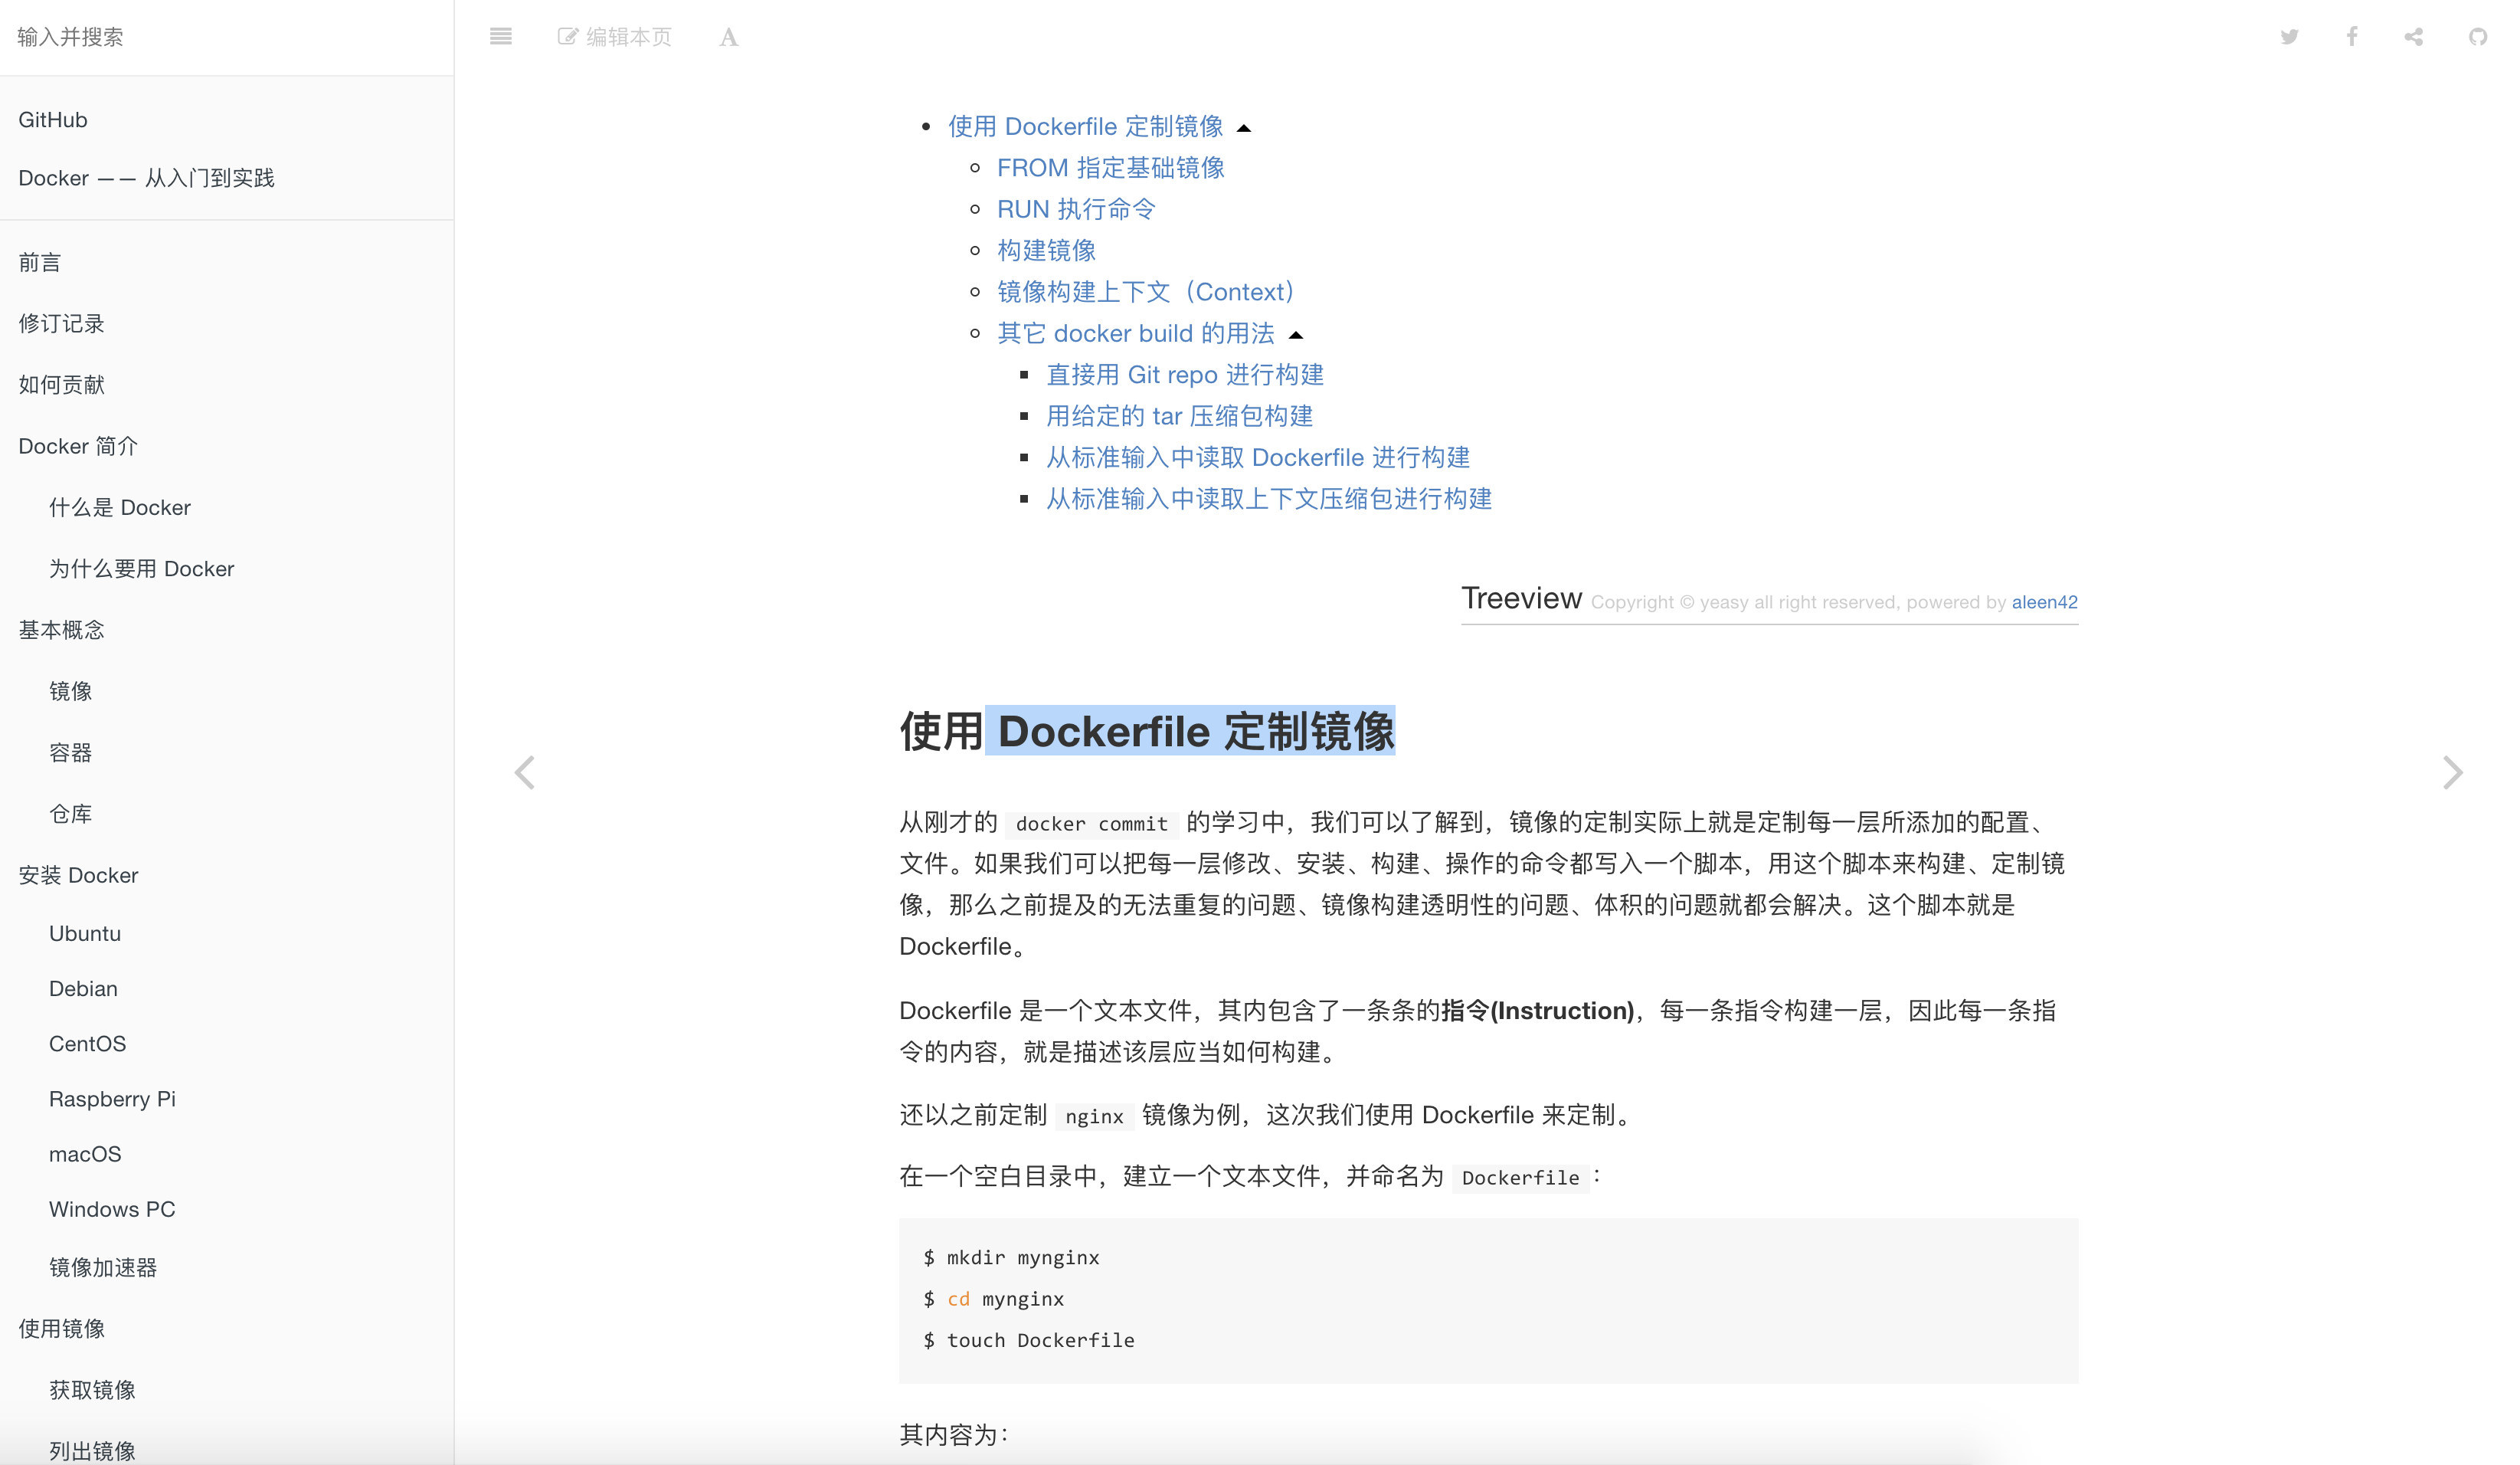 输入并搜索
GitHub
Docker —— 从入门到实践
前言
修订记录
如何贡献
Docker 简介
什么是 Docker
为什么要用 Docker
基本概念
镜像
容器
仓库
安装 Docker
Ubuntu
Debian
CentOS
Raspberry Pi
macOS
Windows PC
镜像加速器
使用镜像
获取镜像
列出镜像
编辑本页
使用 Dockerfile 定制镜像
FROM 指定基础镜像
RUN 执行命令
构建镜像
镜像构建上下文（Context）
其它 docker build 的用法
直接用 Git repo 进行构建
用给定的 tar 压缩包构建
从标准输入中读取 Dockerfile 进行构建
从标准输入中读取上下文压缩包进行构建
Treeview Copyright © yeasy all right reserved, powered by aleen42
使用 Dockerfile 定制镜像
从刚才的 docker commit 的学习中，我们可以了解到，镜像的定制实际上就是定制每一层所添加的配置、
文件。如果我们可以把每一层修改、安装、构建、操作的命令都写入一个脚本，用这个脚本来构建、定制镜
像，那么之前提及的无法重复的问题、镜像构建透明性的问题、体积的问题就都会解决。这个脚本就是
Dockerfile。
Dockerfile 是一个文本文件，其内包含了一条条的指令(Instruction)，每一条指令构建一层，因此每一条指
令的内容，就是描述该层应当如何构建。
还以之前定制 nginx 镜像为例，这次我们使用 Dockerfile 来定制。
在一个空白目录中，建立一个文本文件，并命名为 Dockerfile：
$ mkdir mynginx
$ cd mynginx
$ touch Dockerfile
其内容为：